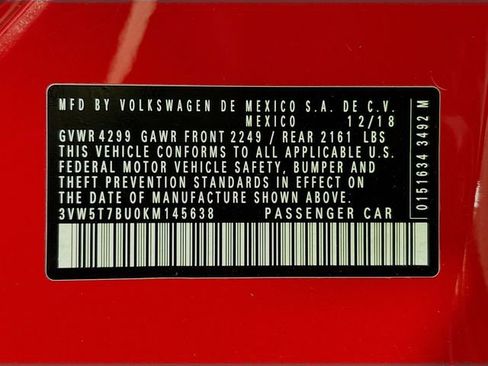 MFD BY VOLKSWAGEN DE MEXICO S.A. DE C.V.
MEXICO 12/18
GVWR 4299 GAWR FRONT 2249 / REAR 2161 LBS
THIS VEHICLE CONFORMS TO ALL APPLICABLE U.S.
FEDERAL MOTOR VEHICLE SAFETY, BUMPER AND
THEFT PREVENTION STANDARDS IN EFFECT ON
THE DATE OF MANUFACTURE SHOWN ABOVE.
3VW5T7BU0KM145638 PASSENGER CAR
0151634 3492 M